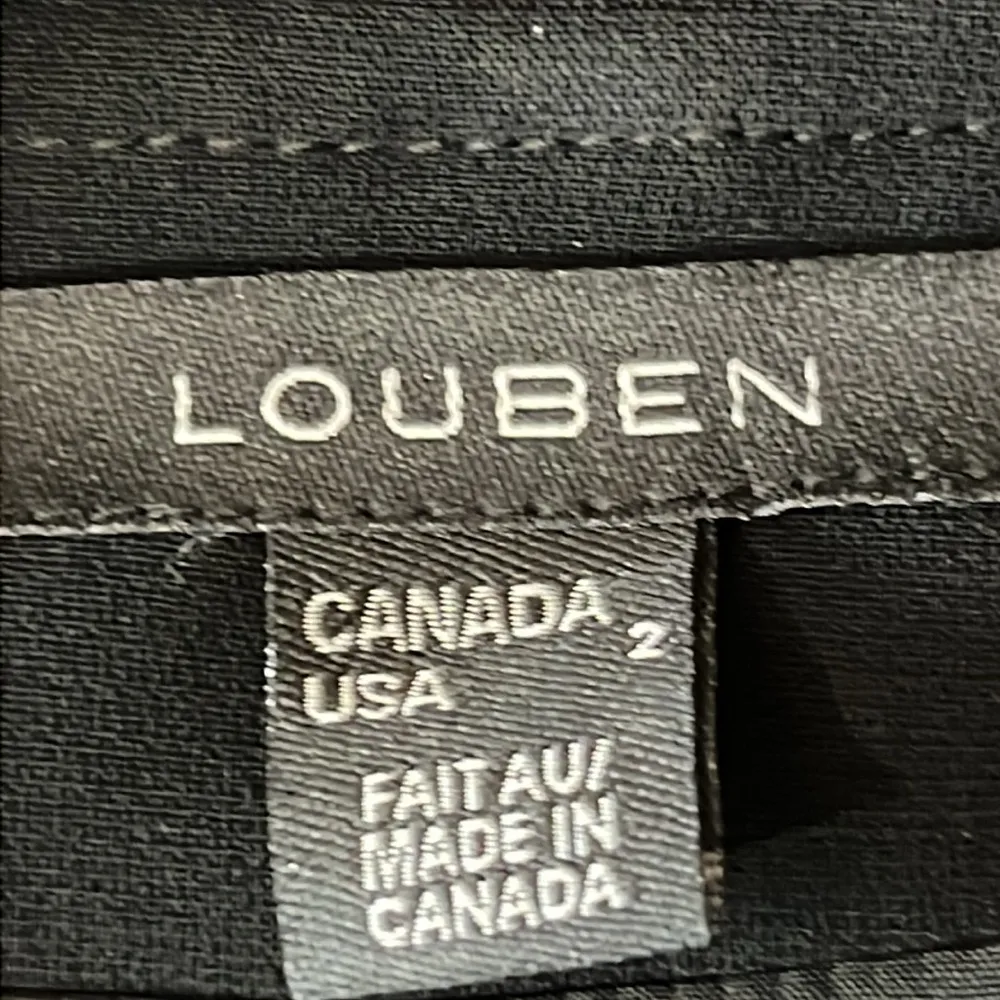 LOUBEN
CANADA 2
USA
FAIT AU/
MADE IN
CANADA